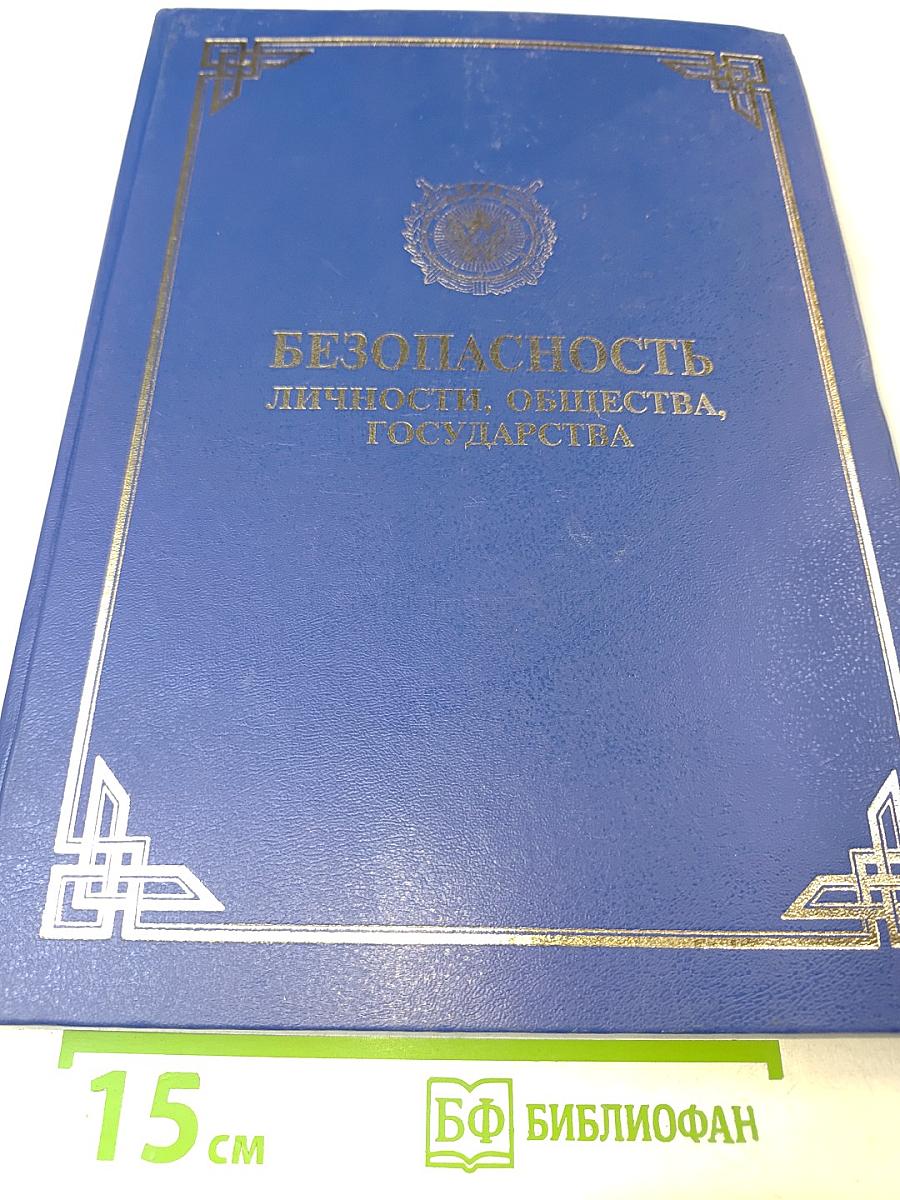 БЕЗОПАСНОСТЬ
ЛИЧНОСТИ, ОБЩЕСТВА,
ГОСУДАРСТВА
15 СМ
БФ БИБЛИОФАН